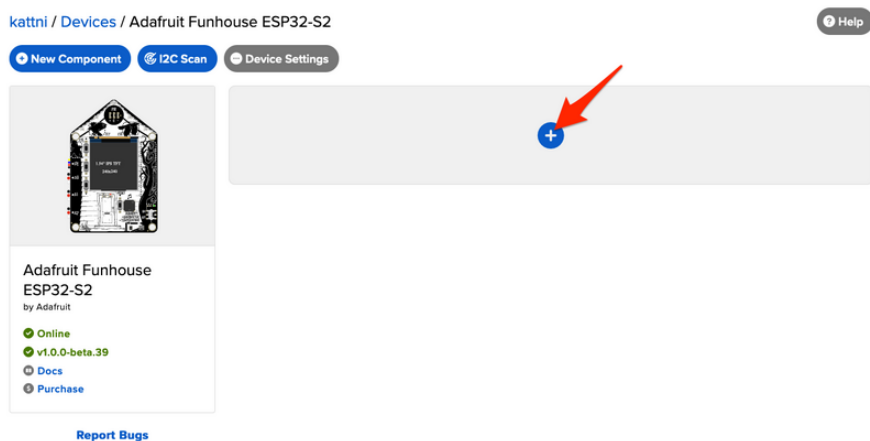 kattni / Devices / Adafruit Funhouse ESP32-S2
Help
New Component
I2C Scan
Device Settings
Adafruit Funhouse
ESP32-S2
by Adafruit
Online
v1.0.0-beta.39
Docs
Purchase
Report Bugs